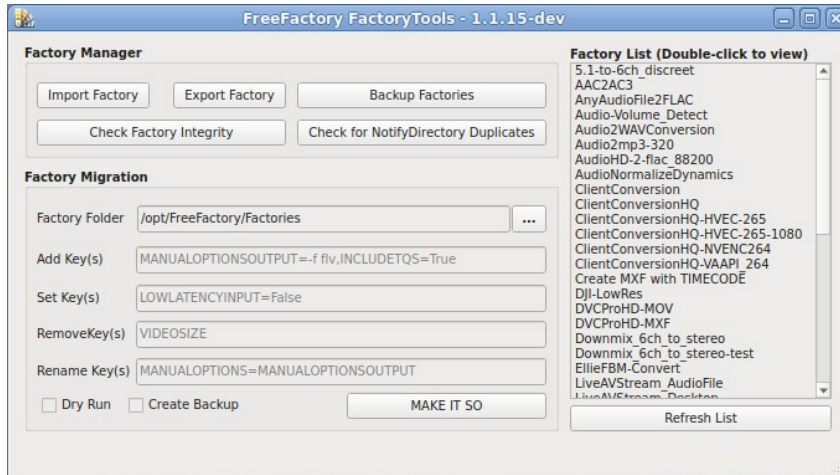 FreeFactory FactoryTools - 1.1.15-dev
Factory Manager
Import Factory
Export Factory
Backup Factories
Check Factory Integrity
Check for NotifyDirectory Duplicates
Factory Migration
Factory Folder
/opt/FreeFactory/Factories
...
Add Key(s)
MANUALOPTIONSOUTPUT=-f flv,INCLUDETQS=True
Set Key(s)
LOWLATENCYINPUT=False
RemoveKey(s)
VIDEOSIZE
Rename Key(s)
MANUALOPTIONS=MANUALOPTIONSOUTPUT
Dry Run
Create Backup
MAKE IT SO
Factory List (Double-click to view)
5.1-to-6ch_discreet
AAC2AC3
AnyAudioFile2FLAC
Audio-Volume_Detect
Audio2WAVConversion
Audio2mp3-320
AudioHD-2-flac_88200
AudioNormalizeDynamics
ClientConversion
ClientConversionHQ
ClientConversionHQ-HVEC-265
ClientConversionHQ-HVEC-265-1080
ClientConversionHQ-NVENC264
ClientConversionHQ-VAAPI_264
Create MXF with TIMECODE
DJI-LowRes
DVCProHD-MOV
DVCProHD-MXF
Downmix_6ch_to_stereo
Downmix_6ch_to_stereo-test
EllieFBM-Convert
LiveAVStream_AudioFile
LiveAVStream_Desktop
Refresh List